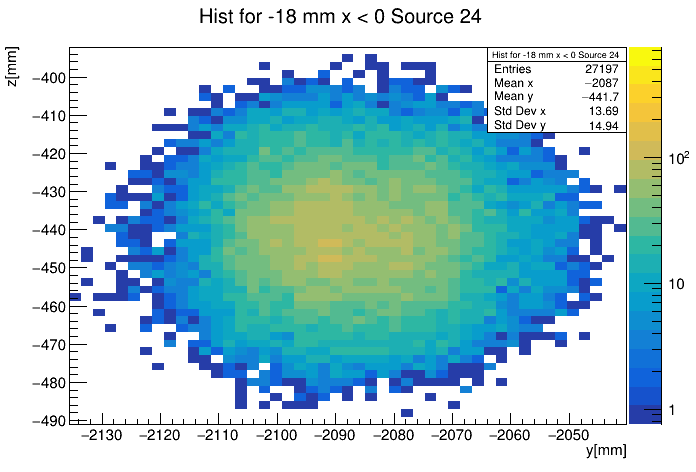 Hist for -18 mm x < 0 Source 24
z[mm]
Hist for -18 mm x < 0 Source 24
Entries 27197
Mean x −2087
Mean y −441.7
Std Dev x 13.69
Std Dev y 14.94
−400
−410
−420
−430
−440
−450
−460
−470
−480
−490
10²
10
1
−2130 −2120 −2110 −2100 −2090 −2080 −2070 −2060 −2050
y[mm]